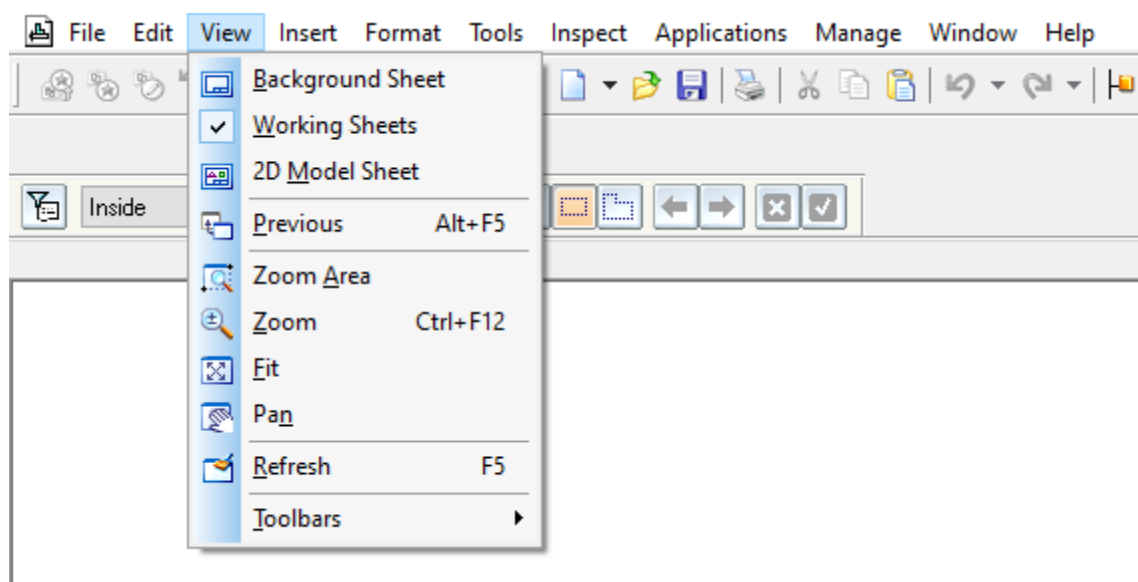 File Edit View Insert Format Tools Inspect Applications Manage Window Help
Background Sheet
Working Sheets
2D Model Sheet
Inside
Previous Alt+F5
Zoom Area
Zoom Ctrl+F12
Fit
Pan
Refresh F5
Toolbars